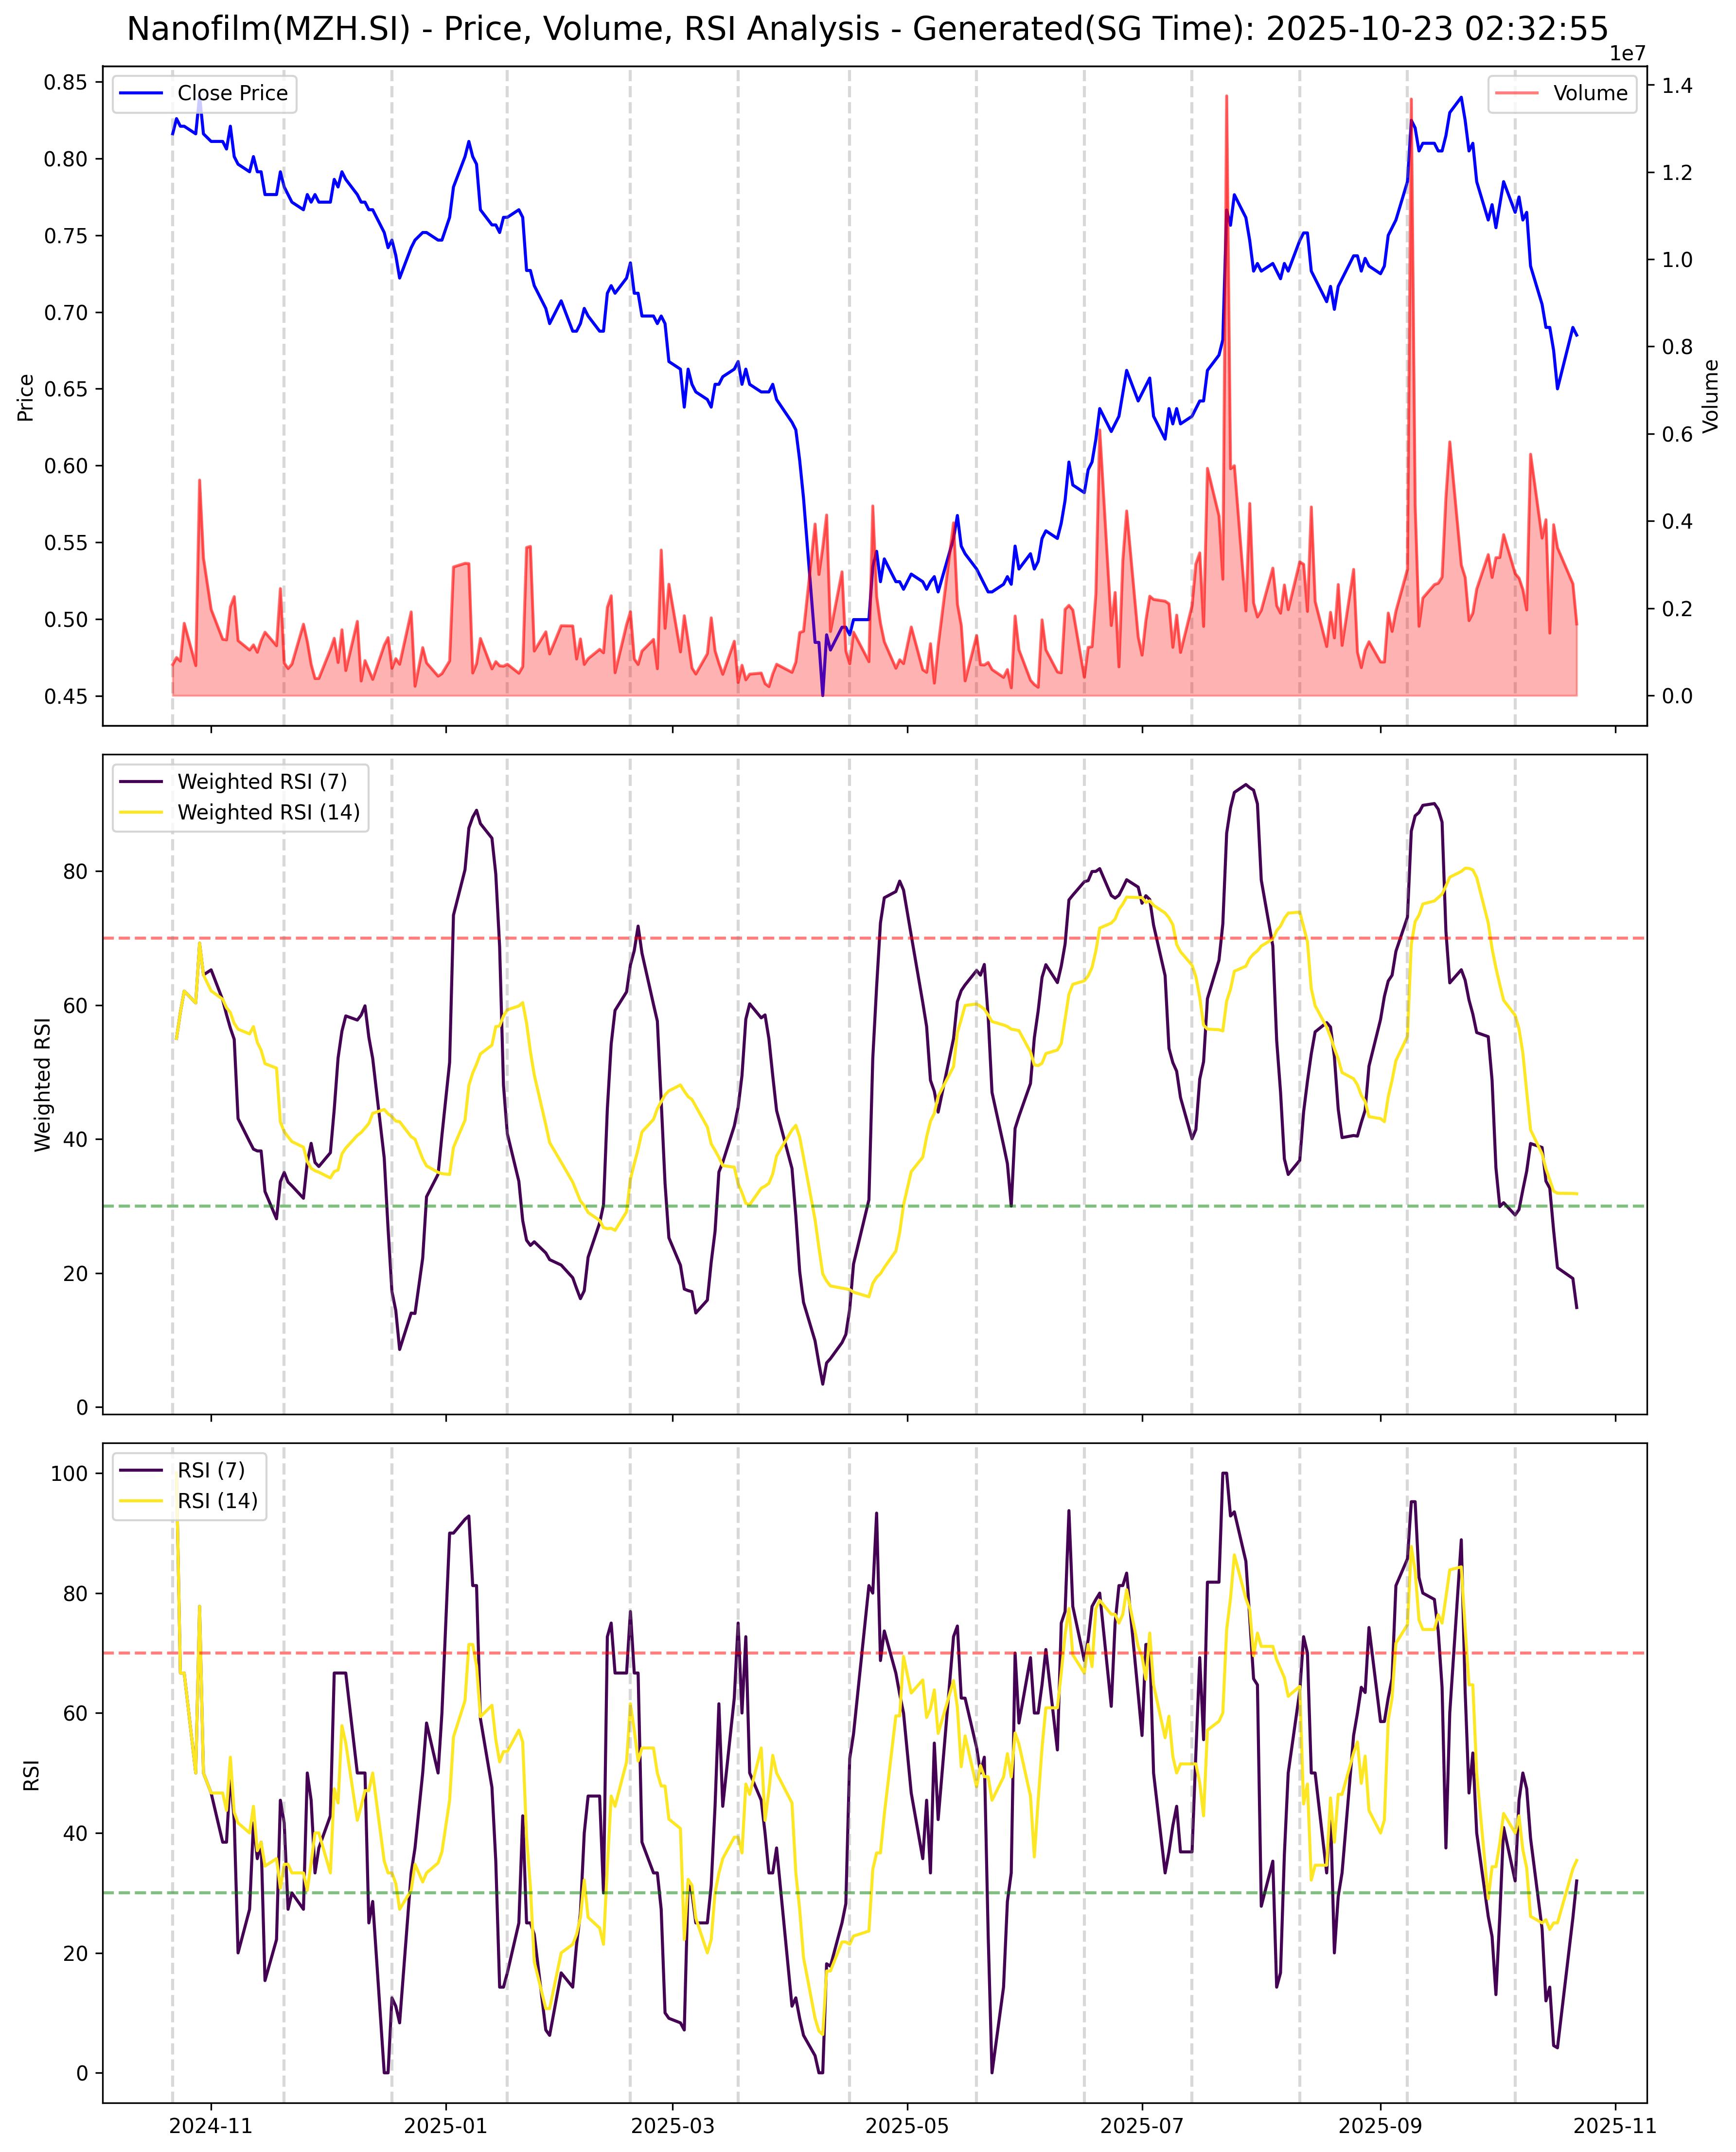 Nanofilm(MZH.SI) - Price, Volume, RSI Analysis - Generated(SG Time): 2025-10-23 02:32:55
1e7
Close Price
Volume
0.85
0.80
0.75
0.70
0.65
0.60
0.55
0.50
0.45
Price
1.4
1.2
1.0
0.8
0.6
0.4
0.2
0.0
Volume
Weighted RSI (7)
Weighted RSI (14)
80
60
40
20
0
Weighted RSI
RSI (7)
RSI (14)
100
80
60
40
20
0
RSI
2024-11
2025-01
2025-03
2025-05
2025-07
2025-09
2025-11